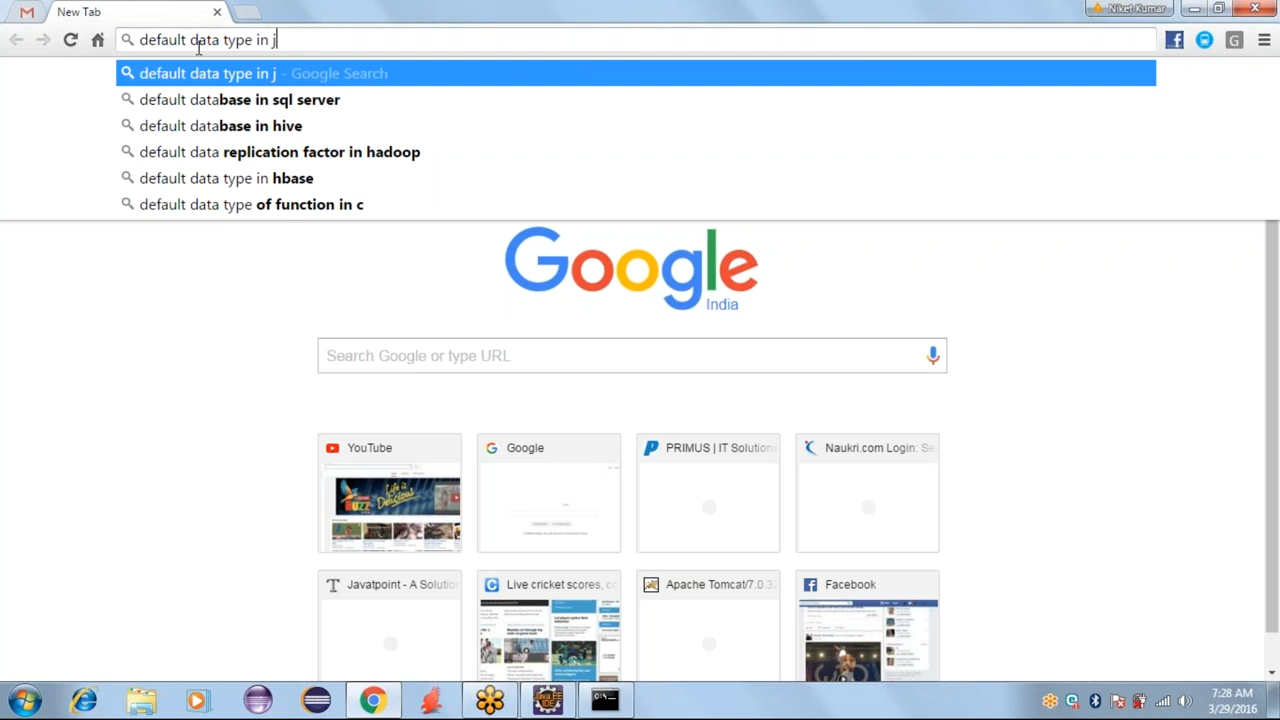 New Tab
Niket Kumar
default data type in j
default data type in j - Google Search
default database in sql server
default database in hive
default data replication factor in hadoop
default data type in hbase
default data type of function in c
Google
India
Search Google or type URL
YouTube
Google
PRIMUS | IT Solutions
Naukri.com Login: Se
Javatpoint - A Solutio
Live cricket scores, co
Apache Tomcat/7.0.3
Facebook
7:28 AM
3/29/2016